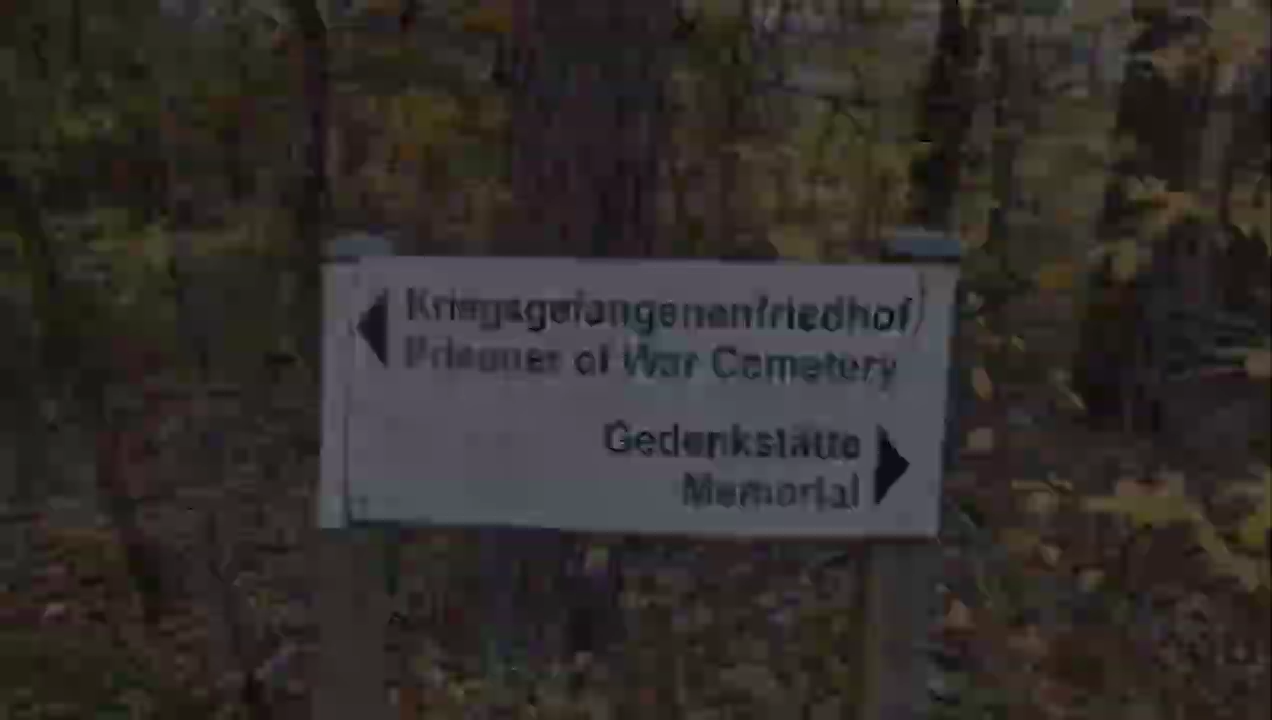 Kriegsgefangenenfriedhof/
Prisoner of War Cemetery
Gedenkstätte
Memorial